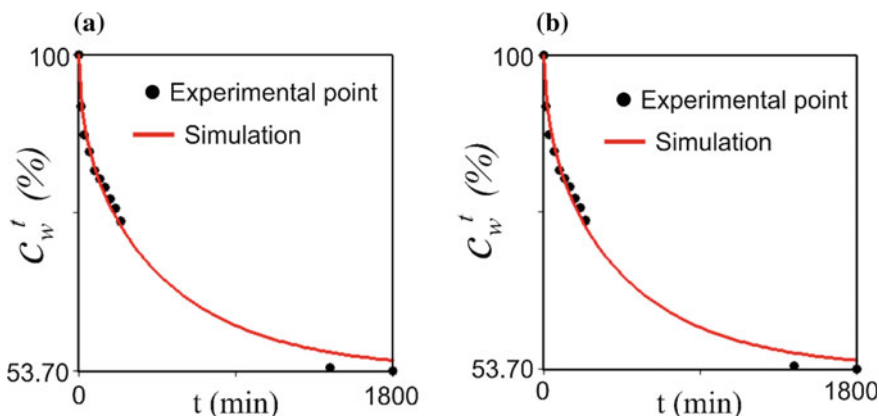 (a)
100
Experimental point
Simulation
C_w^t (%)
53.70
0
1800
t (min)
(b)
100
Experimental point
Simulation
C_w^t (%)
53.70
0
1800
t (min)